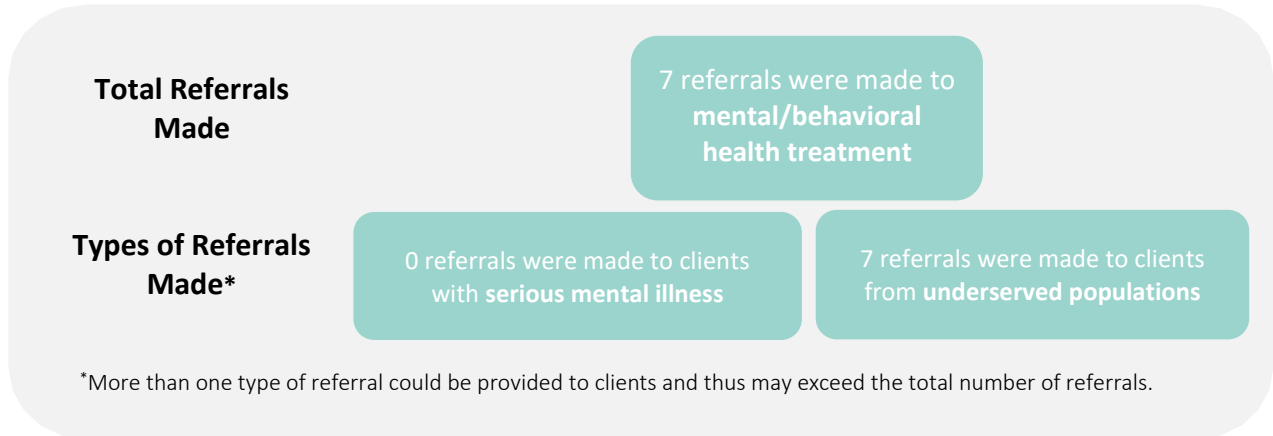 Total Referrals
Made
7 referrals were made to
mental/behavioral
health treatment
Types of Referrals
Made*
0 referrals were made to clients
with serious mental illness
7 referrals were made to clients
from underserved populations
*More than one type of referral could be provided to clients and thus may exceed the total number of referrals.